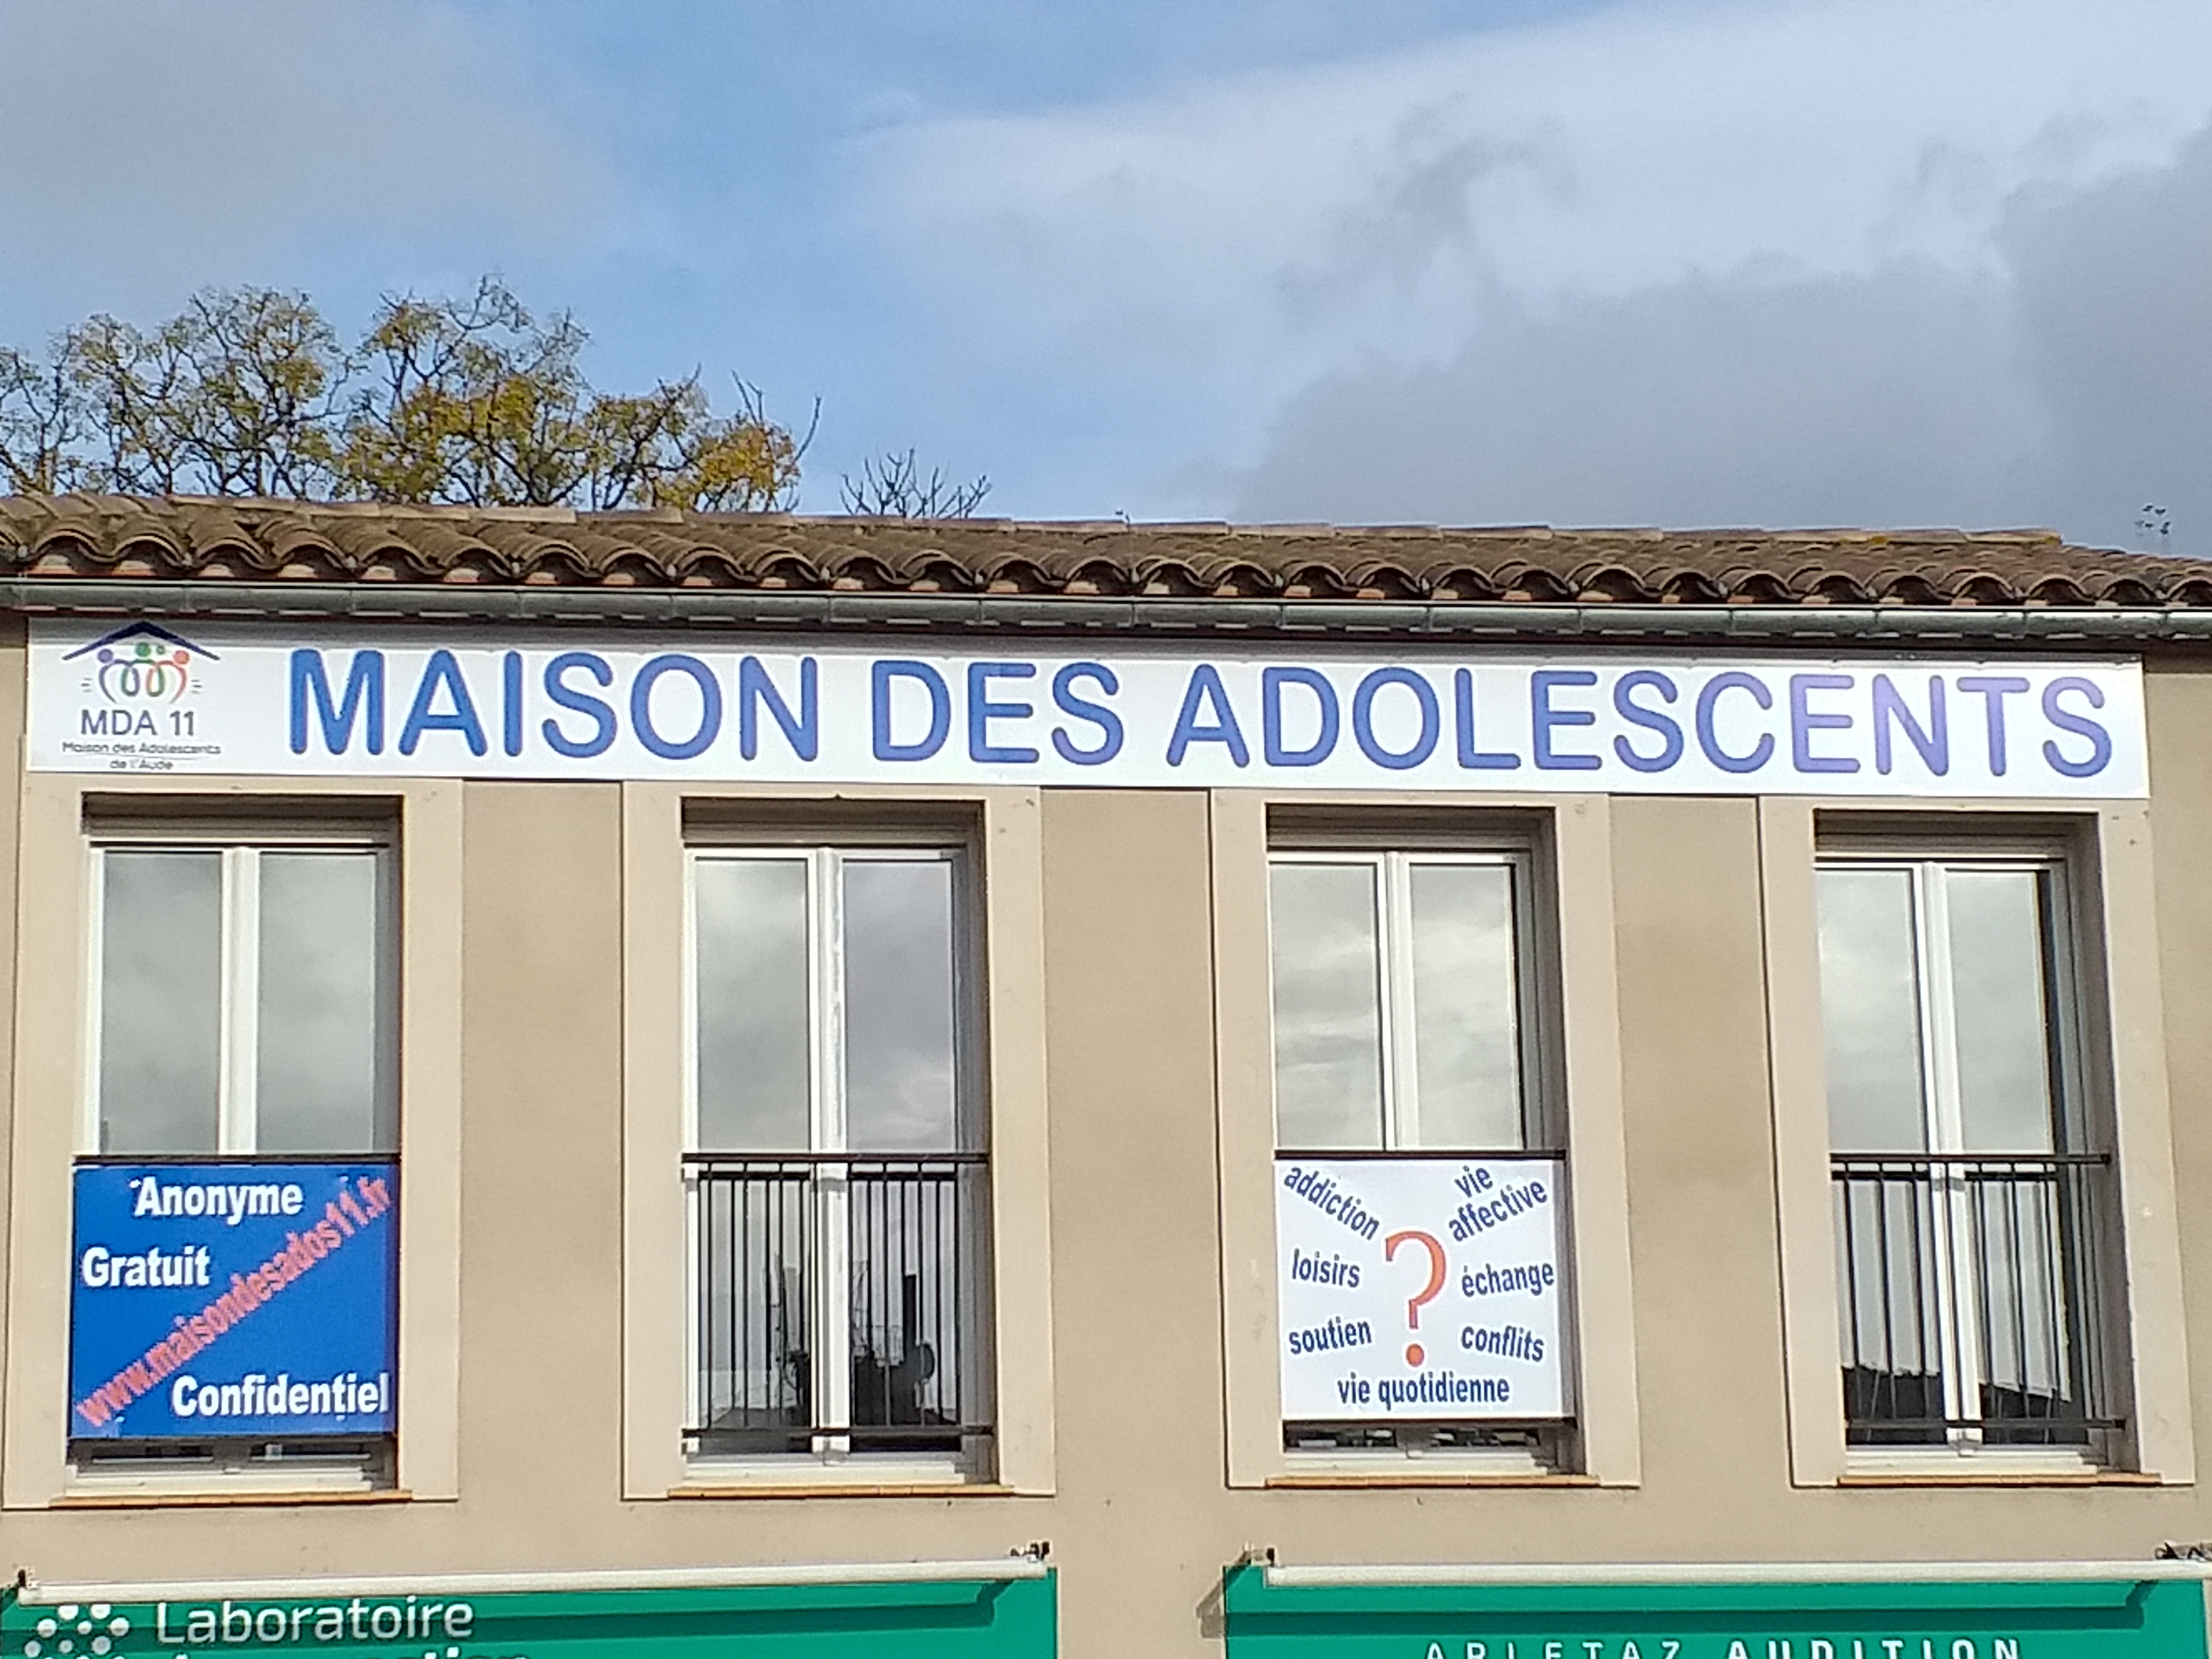 MDA 11
Maison des Adolescents
de l'Aude
MAISON DES ADOLESCENTS
Anonyme
Gratuit
www.maisondesados11.fr
Confidentiel
addiction
vie
affective
loisirs
?
échange
soutien
conflits
vie quotidienne
Laboratoire
ARLETAZ AUDITION